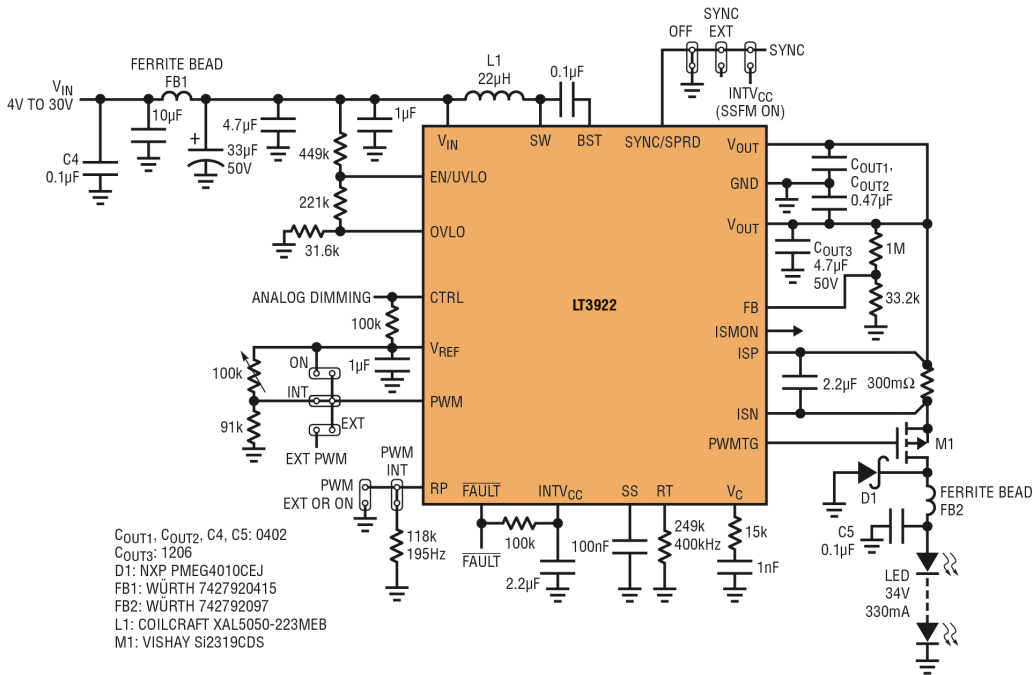 SYNC
OFF
SYNC
EXT
INTVCC
(SSFM ON)
L1
22µH
0.1µF
FERRITE BEAD
FB1
VIN
4V TO 30V
10µF
4.7µF
1µF
+
33µF
50V
C4
0.1µF
449k
221k
31.6k
VIN
SW
BST
SYNC/SPRD
VOUT
GND
VOUT
EN/UVLO
OVLO
COUT1,
COUT2
0.47µF
COUT3
4.7µF
50V
1M
33.2k
ANALOG DIMMING
CTRL
LT3922
FB
100k
ISMON
VREF
ISP
1µF
ON
100k
INT
PWM
91k
EXT
EXT PWM
2.2µF
300mΩ
ISN
PWMTG
M1
PWM
INT
PWM
EXT OR ON
RP
FAULT
INTVCC
SS
RT
VC
D1
FERRITE BEAD
FB2
118k
195Hz
100k
FAULT
2.2µF
100nF
249k
400kHz
15k
1nF
C5
0.1µF
LED
34V
330mA
COUT1, COUT2, C4, C5: 0402
COUT3: 1206
D1: NXP PMEG4010CEJ
FB1: WÜRTH 7427920415
FB2: WÜRTH 742792097
L1: COILCRAFT XAL5050-223MEB
M1: VISHAY Si2319CDS